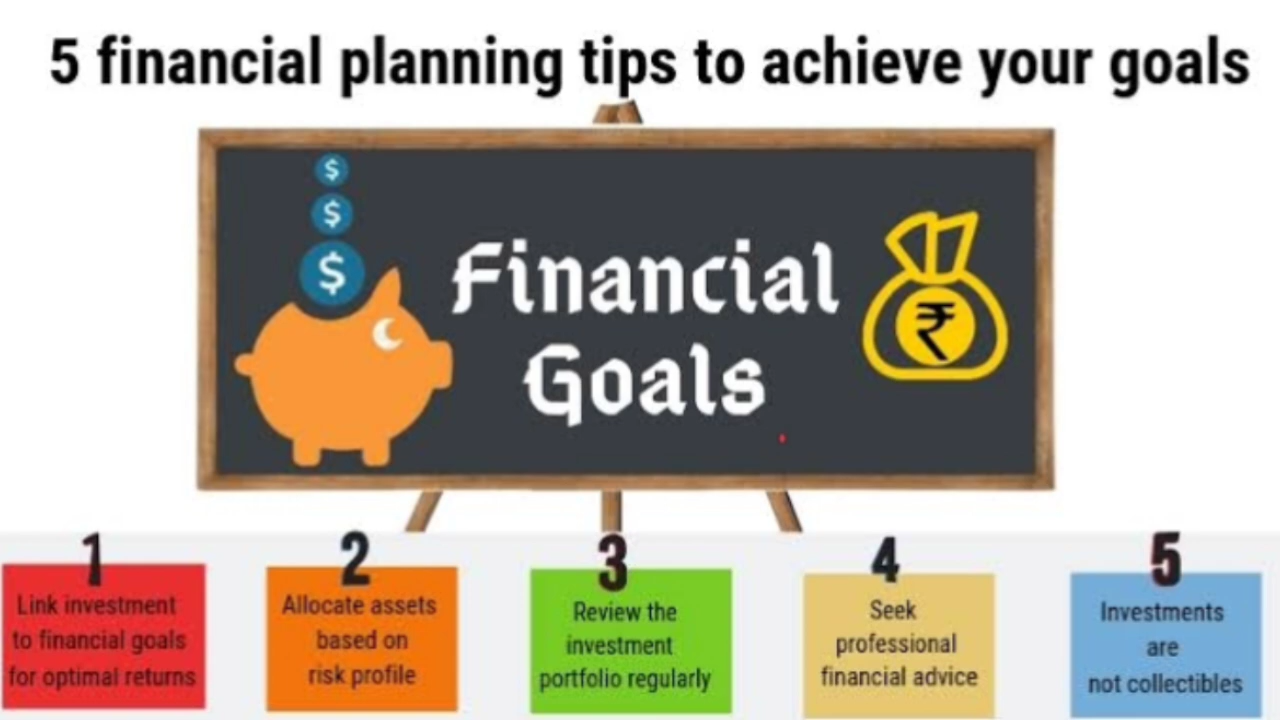 5 financial planning tips to achieve your goals
$
$
$
Financial
Goals
₹
1
Link investment
to financial goals
for optimal returns
2
Allocate assets
based on
risk profile
3
Review the
investment
portfolio regularly
4
Seek
professional
financial advice
5
Investments
are
not collectibles